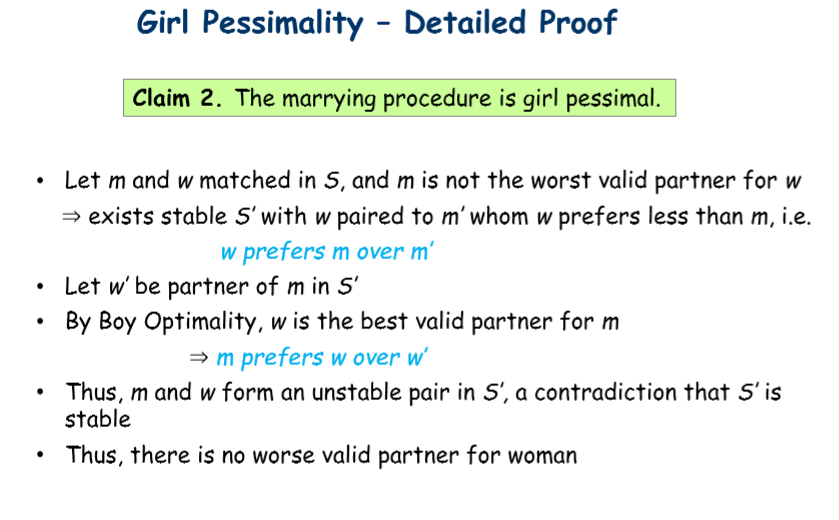 Girl Pessimality – Detailed Proof
Claim 2. The marrying procedure is girl pessimal.
• Let m and w matched in S, and m is not the worst valid partner for w
⇒ exists stable S′ with w paired to m′ whom w prefers less than m, i.e.
w prefers m over m′
• Let w′ be partner of m in S′
• By Boy Optimality, w is the best valid partner for m
⇒ m prefers w over w′
• Thus, m and w form an unstable pair in S′, a contradiction that S′ is
stable
• Thus, there is no worse valid partner for woman